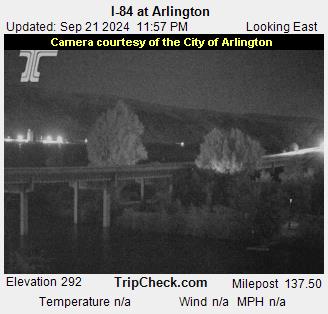 I-84 at Arlington
Updated: Sep 21 2024 11:57 PM Looking East
Camera courtesy of the City of Arlington
Elevation 292 TripCheck.com Milepost 137.50
Temperature n/a Wind n/a MPH n/a